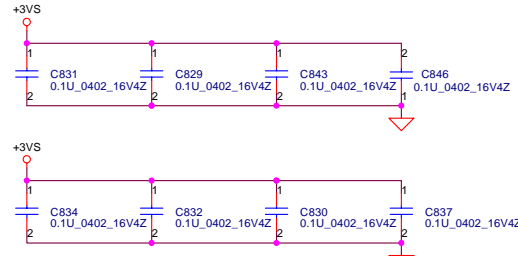 +3VS
1 1 1 2
C831 C829 C843 C846
0.1U_0402_16V4Z 0.1U_0402_16V4Z 0.1U_0402_16V4Z 0.1U_0402_16V4Z
2 2 2 1
+3VS
1 1 1 1
C834 C832 C830 C837
0.1U_0402_16V4Z 0.1U_0402_16V4Z 0.1U_0402_16V4Z 0.1U_0402_16V4Z
2 2 2 2